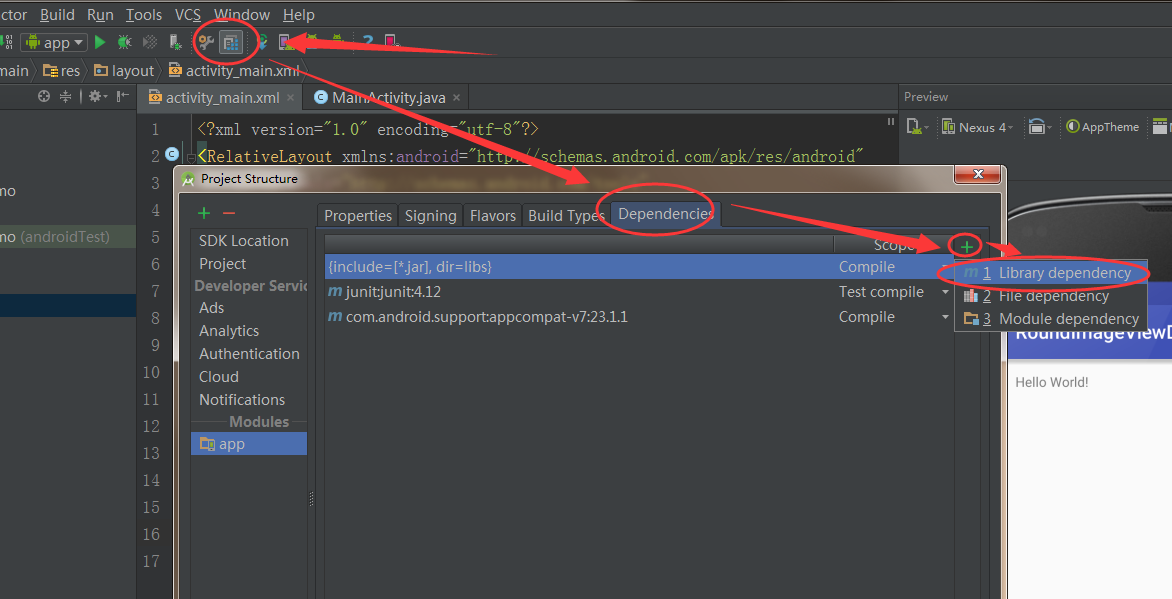 ctor Build Run Tools VCS Window Help
app
main res layout activity_main.xml
activity_main.xml MainActivity.java
Preview
Nexus 4 AppTheme
1 <?xml version="1.0" encoding="utf-8"?>
2 <RelativeLayout xmlns:android="http://schemas.android.com/apk/res/android"
Project Structure
3
mo
4
mo (androidTest)
5
6
7
8
9
10
11
12
13
14
15
16
17
Properties Signing Flavors Build Types Dependencies
SDK Location
Project
Developer Servic
Ads
Analytics
Authentication
Cloud
Notifications
Modules
app
Scope
{include=[*.jar], dir=libs} Compile
junit:junit:4.12 Test compile
com.android.support:appcompat-v7:23.1.1 Compile
1 Library dependency
2 File dependency
3 Module dependency
RoundImageViewD
Hello World!